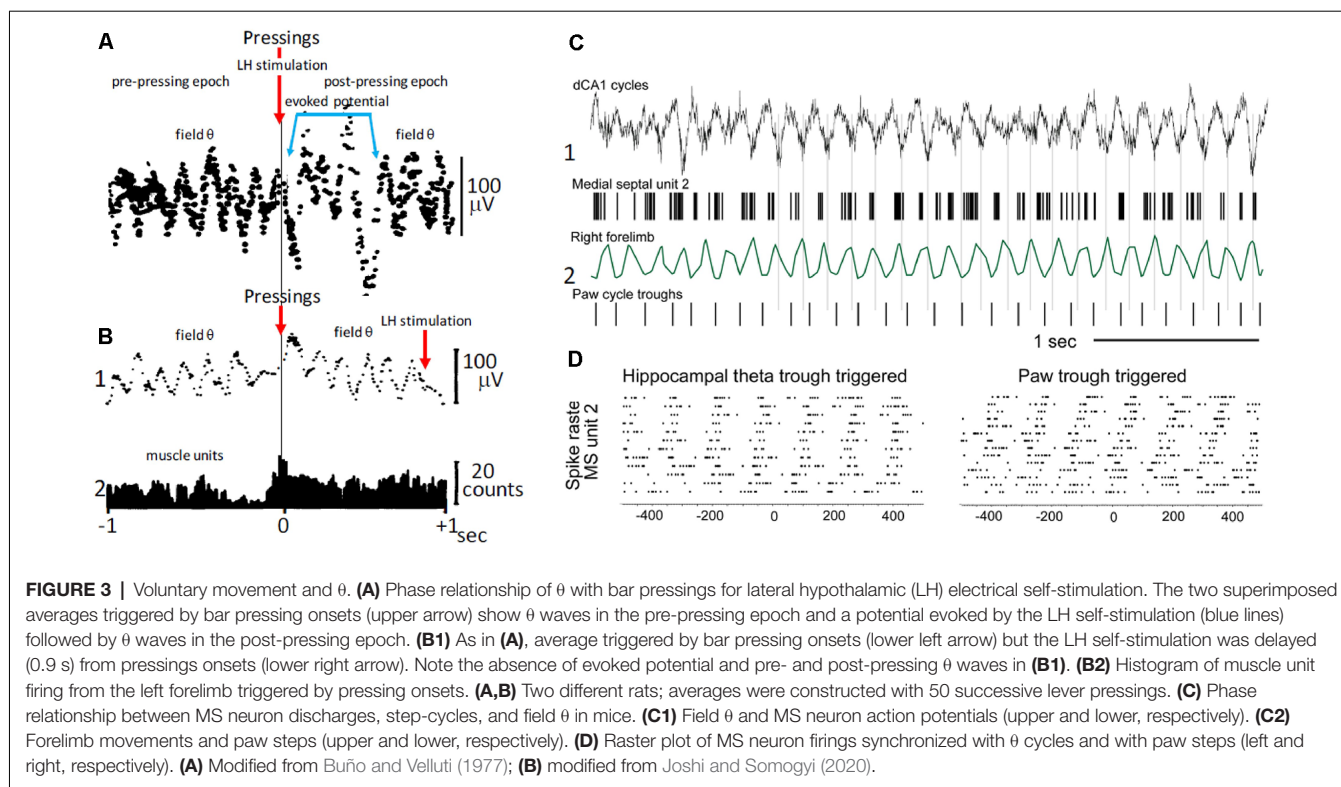 A
Pressings
LH stimulation
pre-pressing epoch
post-pressing epoch
evoked potential
field θ
field θ
100
μV
Pressings
B
field θ
field θ
LH stimulation
1
100
μV
muscle units
2
20
counts
-1
0
+1
sec
C
dCA1 cycles
1
Medial septal unit 2
Right forelimb
2
Paw cycle troughs
1 sec
D
Hippocampal theta trough triggered
Paw trough triggered
Spike raste
MS unit 2
-400 -200 0 200 400
-400 -200 0 200 400
FIGURE 3 | Voluntary movement and θ. (A) Phase relationship of θ with bar pressings for lateral hypothalamic (LH) electrical self-stimulation. The two superimposed
averages triggered by bar pressing onsets (upper arrow) show θ waves in the pre-pressing epoch and a potential evoked by the LH self-stimulation (blue lines)
followed by θ waves in the post-pressing epoch. (B1) As in (A), average triggered by bar pressing onsets (lower left arrow) but the LH self-stimulation was delayed
(0.9 s) from pressings onsets (lower right arrow). Note the absence of evoked potential and pre- and post-pressing θ waves in (B1). (B2) Histogram of muscle unit
firing from the left forelimb triggered by pressing onsets. (A,B) Two different rats; averages were constructed with 50 successive lever pressings. (C) Phase
relationship between MS neuron discharges, step-cycles, and field θ in mice. (C1) Field θ and MS neuron action potentials (upper and lower, respectively). (C2)
Forelimb movements and paw steps (upper and lower, respectively). (D) Raster plot of MS neuron firings synchronized with θ cycles and with paw steps (left and
right, respectively). (A) Modified from Buño and Velluti (1977); (B) modified from Joshi and Somogyi (2020).